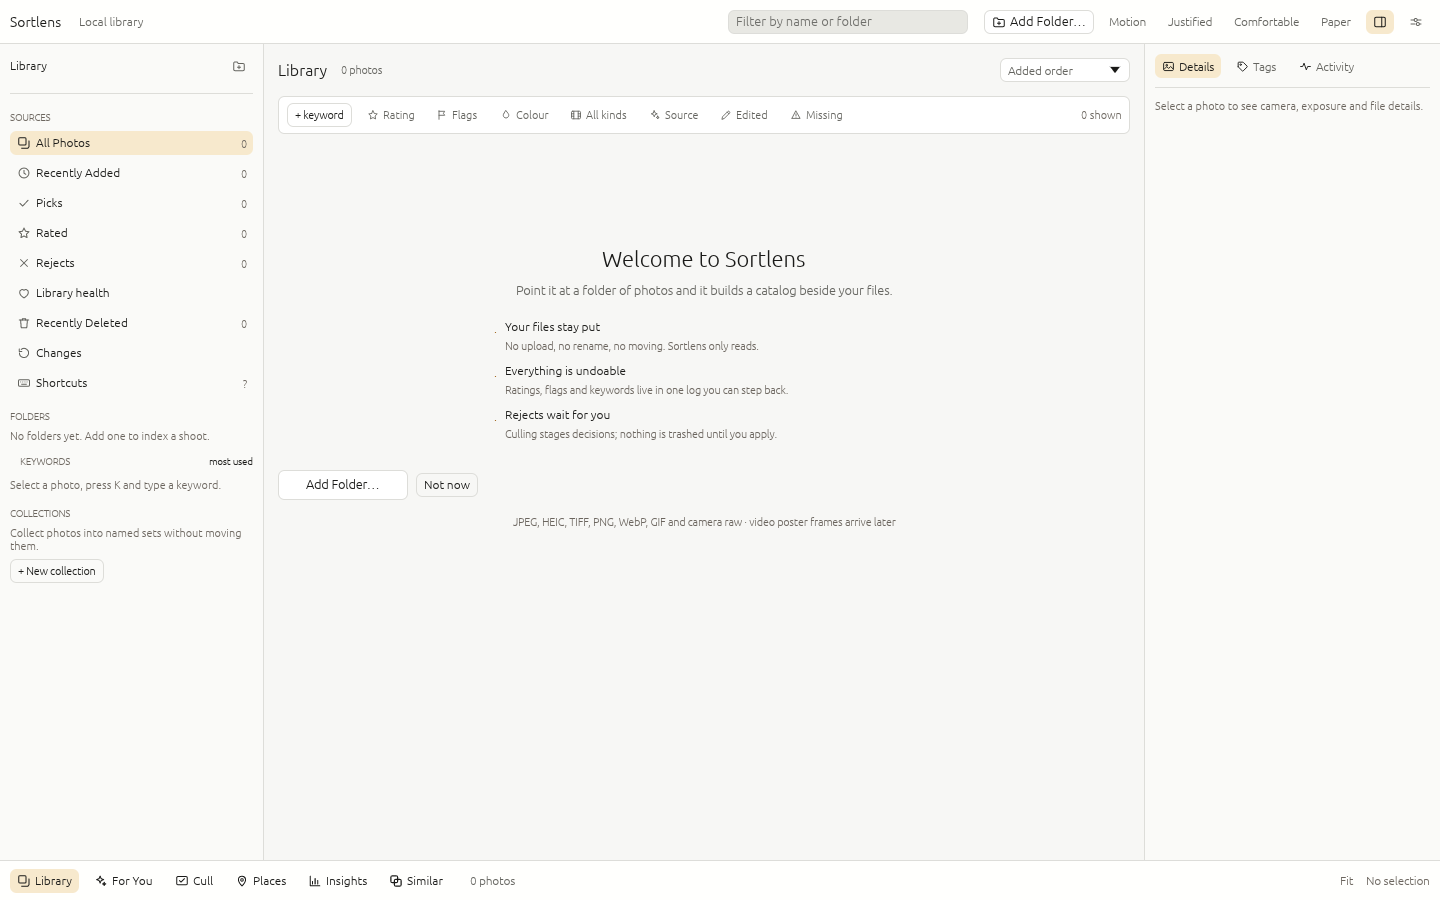 Sortlens Local library Filter by name or folder Add Folder... Motion Justified Comfortable Paper
Library
SOURCES
All Photos 0
Recently Added 0
Picks 0
Rated 0
Rejects 0
Library health
Recently Deleted 0
Changes
Shortcuts ?
FOLDERS
No folders yet. Add one to index a shoot.
KEYWORDS most used
Select a photo, press K and type a keyword.
COLLECTIONS
Collect photos into named sets without moving
them.
+ New collection
Library 0 photos Added order
+ keyword Rating Flags Colour All kinds Source Edited Missing 0 shown
Welcome to Sortlens
Point it at a folder of photos and it builds a catalog beside your files.
· Your files stay put
No upload, no rename, no moving. Sortlens only reads.
· Everything is undoable
Ratings, flags and keywords live in one log you can step back.
· Rejects wait for you
Culling stages decisions; nothing is trashed until you apply.
Add Folder... Not now
JPEG, HEIC, TIFF, PNG, WebP, GIF and camera raw · video poster frames arrive later
Details Tags Activity
Select a photo to see camera, exposure and file details.
Library For You Cull Places Insights Similar 0 photos Fit No selection